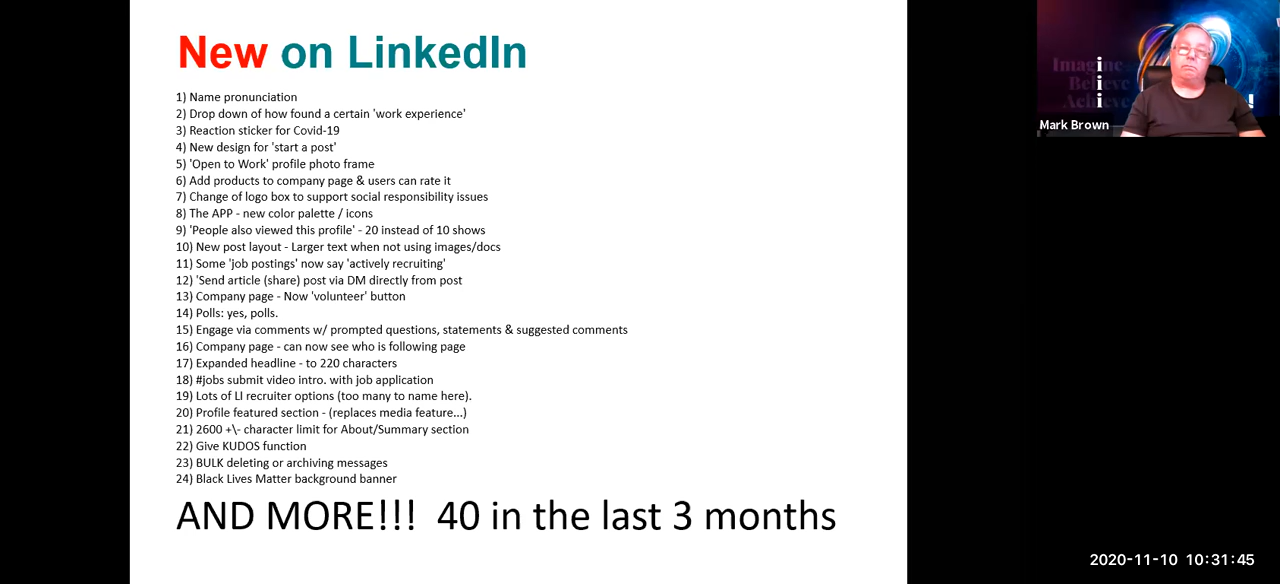 New on LinkedIn
1) Name pronunciation
2) Drop down of how found a certain 'work experience'
3) Reaction sticker for Covid-19
4) New design for 'start a post'
5) 'Open to Work' profile photo frame
6) Add products to company page & users can rate it
7) Change of logo box to support social responsibility issues
8) The APP - new color palette / icons
9) 'People also viewed this profile' - 20 instead of 10 shows
10) New post layout - Larger text when not using images/docs
11) Some 'job postings' now say 'actively recruiting'
12) 'Send article (share) post via DM directly from post
13) Company page - Now 'volunteer' button
14) Polls: yes, polls.
15) Engage via comments w/ prompted questions, statements & suggested comments
16) Company page - can now see who is following page
17) Expanded headline - to 220 characters
18) #jobs submit video intro. with job application
19) Lots of LI recruiter options (too many to name here).
20) Profile featured section - (replaces media feature...)
21) 2600 +\- character limit for About/Summary section
22) Give KUDOS function
23) BULK deleting or archiving messages
24) Black Lives Matter background banner
AND MORE!!! 40 in the last 3 months
Imagine
Believe
Achieve
Mark Brown
2020-11-10 10:31:45